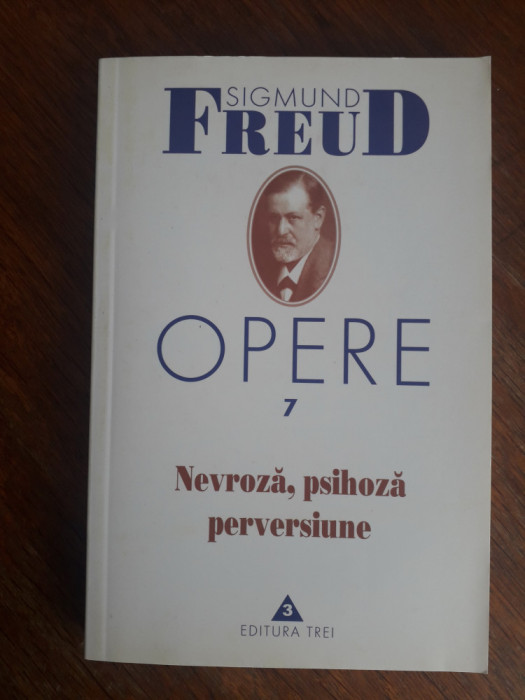 SIGMUND
FREUD
OPERE
7
Nevroză, psihoză
perversiune
3
EDITURA TREI